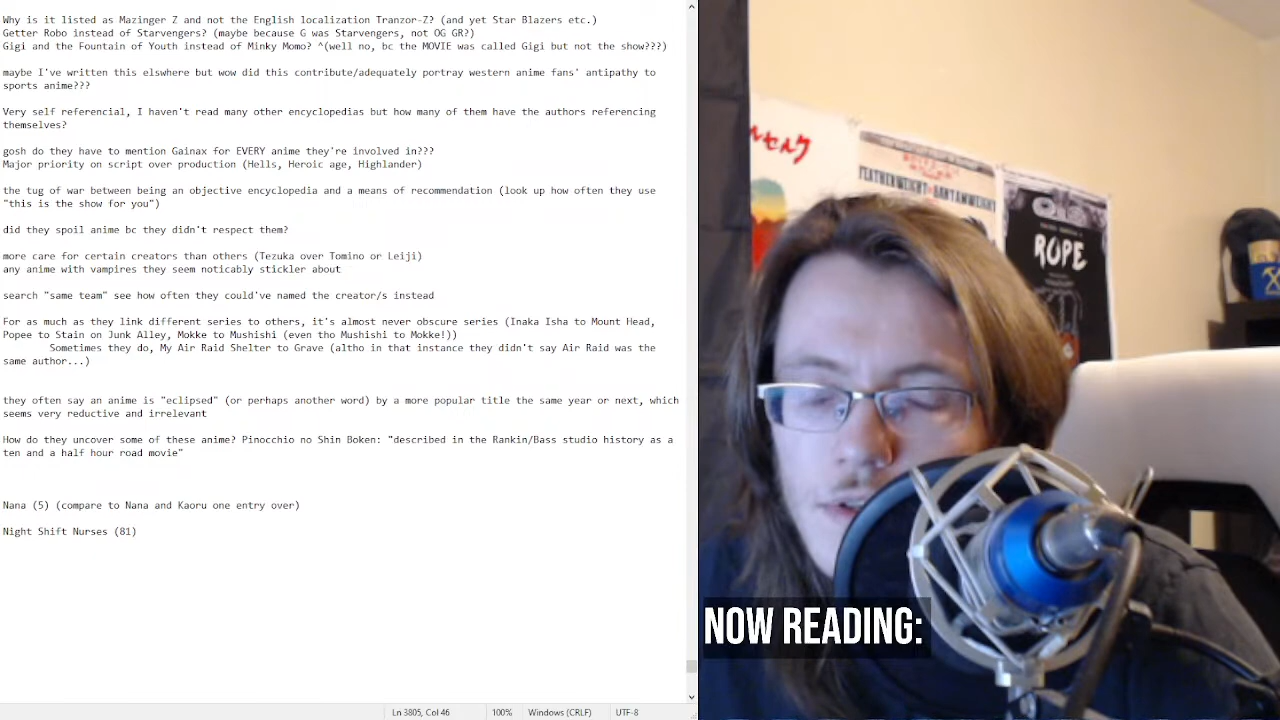 Why is it listed as Mazinger Z and not the English localization Tranzor-Z? (and yet Star Blazers etc.)
Getter Robo instead of Starvengers? (maybe because G was Starvengers, not OG GR?)
Gigi and the Fountain of Youth instead of Minky Momo? ^(well no, bc the MOVIE was called Gigi but not the show???)
maybe I've written this elswhere but wow did this contribute/adequately portray western anime fans' antipathy to
sports anime???
Very self referencial, I haven't read many other encyclopedias but how many of them have the authors referencing
themselves?
gosh do they have to mention Gainax for EVERY anime they're involved in???
Major priority on script over production (Hells, Heroic age, Highlander)
the tug of war between being an objective encyclopedia and a means of recommendation (look up how often they use
"this is the show for you")
did they spoil anime bc they didn't respect them?
more care for certain creators than others (Tezuka over Tomino or Leiji)
any anime with vampires they seem noticably stickler about
search "same team" see how often they could've named the creator/s instead
For as much as they link different series to others, it's almost never obscure series (Inaka Isha to Mount Head,
Popee to Stain on Junk Alley, Mokke to Mushishi (even tho Mushishi to Mokke!))
Sometimes they do, My Air Raid Shelter to Grave (altho in that instance they didn't say Air Raid was the
same author...)
they often say an anime is "eclipsed" (or perhaps another word) by a more popular title the same year or next, which
seems very reductive and irrelevant
How do they uncover some of these anime? Pinocchio no Shin Boken: "described in the Rankin/Bass studio history as a
ten and a half hour road movie"
Nana (5) (compare to Nana and Kaoru one entry over)
Night Shift Nurses (81)
Ln 3805, Col 46
100%
Windows (CRLF)
UTF-8
ルセルク
FEATHERWEIGHT
BANTAMWEIGHT
ROPE
NOW READING: